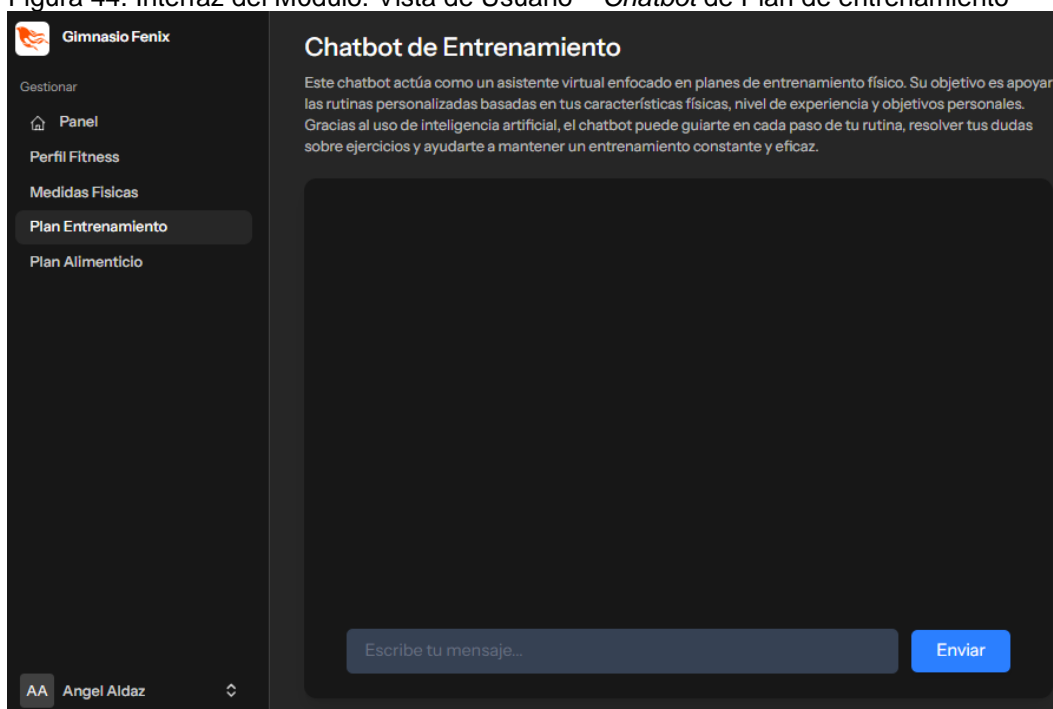 Figura 44. Interfaz del Módulo: Vista de Usuario – Chatbot de Plan de entrenamiento
Gimnasio Fenix
Gestionar
Panel
Perfil Fitness
Medidas Fisicas
Plan Entrenamiento
Plan Alimenticio
AA Angel Aldaz
Chatbot de Entrenamiento
Este chatbot actúa como un asistente virtual enfocado en planes de entrenamiento físico. Su objetivo es apoyar
las rutinas personalizadas basadas en tus características físicas, nivel de experiencia y objetivos personales.
Gracias al uso de inteligencia artificial, el chatbot puede guiarte en cada paso de tu rutina, resolver tus dudas
sobre ejercicios y ayudarte a mantener un entrenamiento constante y eficaz.
Escribe tu mensaje...
Enviar